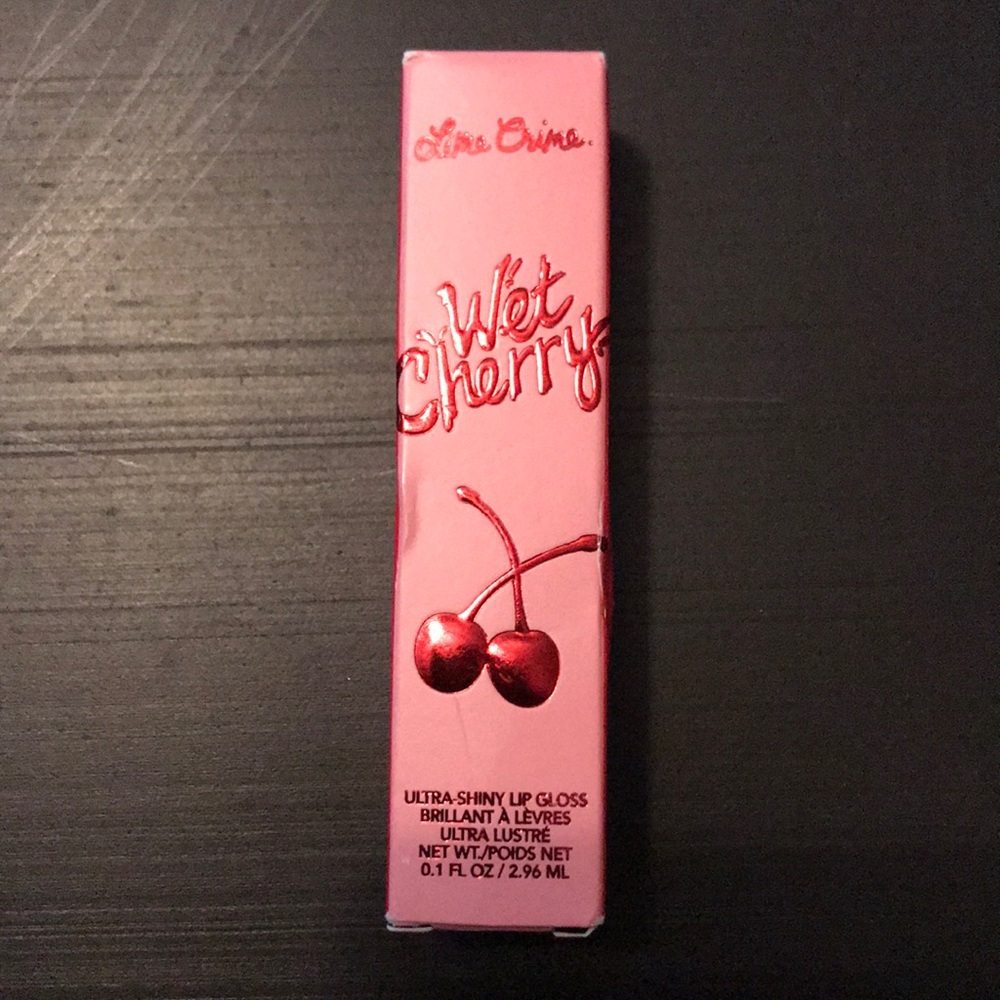 Lime Crime.
Wet
Cherry
ULTRA-SHINY LIP GLOSS
BRILLANT À LÈVRES
ULTRA LUSTRÉ
NET WT./POIDS NET
0.1 FL OZ / 2.96 ML